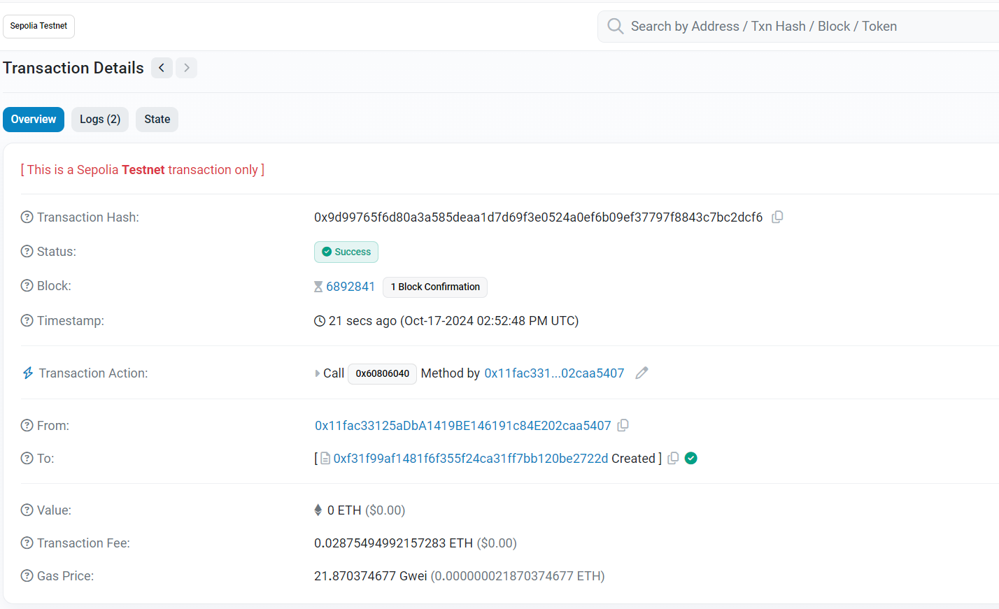 Sepolia Testnet
Search by Address / Txn Hash / Block / Token
Transaction Details
Overview
Logs (2)
State
[ This is a Sepolia Testnet transaction only ]
Transaction Hash: 0x9d99765f6d80a3a585deaa1d7d69f3e0524a0ef6b09ef37797f8843c7bc2dcf6
Status: Success
Block: 6892841 1 Block Confirmation
Timestamp: 21 secs ago (Oct-17-2024 02:52:48 PM UTC)
Transaction Action: Call 0x60806040 Method by 0x11fac331...02caa5407
From: 0x11fac33125aDbA1419BE146191c84E202caa5407
To: [ 0xf31f99af1481f6f355f24ca31ff7bb120be2722d Created ]
Value: 0 ETH ($0.00)
Transaction Fee: 0.02875494992157283 ETH ($0.00)
Gas Price: 21.870374677 Gwei (0.000000021870374677 ETH)